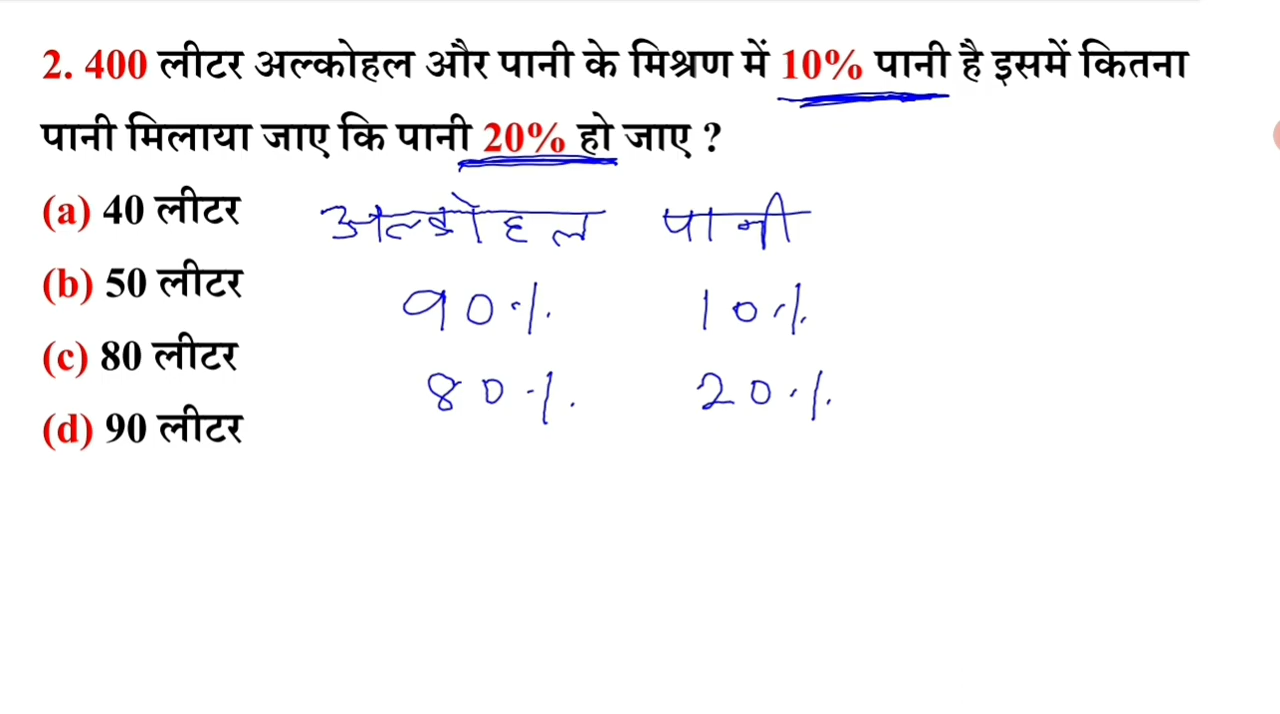 2. 400 लीटर अल्कोहल और पानी के मिश्रण में 10% पानी है इसमें कितना
पानी मिलाया जाए कि पानी 20% हो जाए ?
(a) 40 लीटर
(b) 50 लीटर
(c) 80 लीटर
(d) 90 लीटर
अल्कोहल पानी
90% 10%
80% 20%